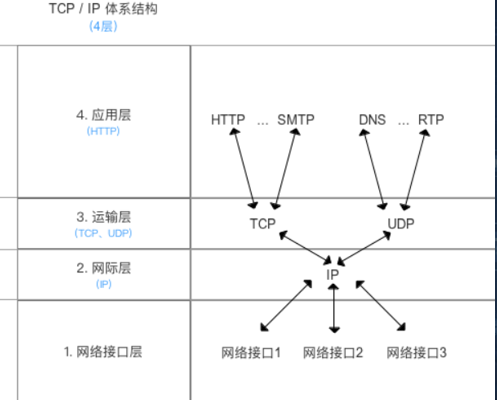 TCP / IP 体系结构
(4层)
4. 应用层
(HTTP)
HTTP ... SMTP DNS ... RTP
3. 运输层
(TCP、UDP)
TCP UDP
2. 网际层
(IP)
IP
1. 网络接口层
网络接口1 网络接口2 网络接口3